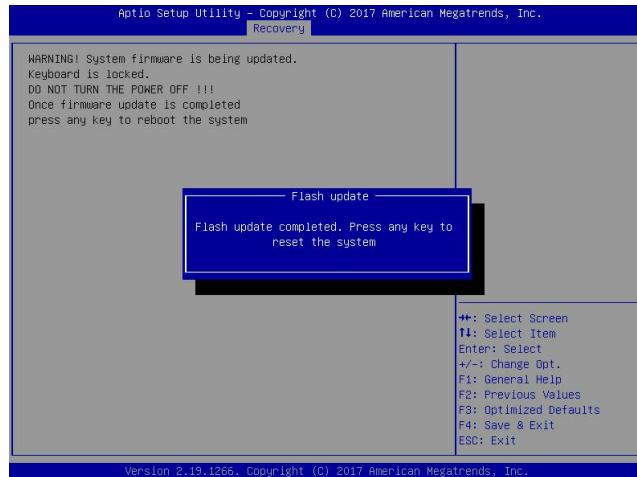 Aptio Setup Utility – Copyright (C) 2017 American Megatrends, Inc.
Recovery
WARNING! System firmware is being updated.
Keyboard is locked.
DO NOT TURN THE POWER OFF !!!
Once firmware update is completed
press any key to reboot the system
Flash update
Flash update completed. Press any key to
reset the system
→←: Select Screen
↑↓: Select Item
Enter: Select
+/-: Change Opt.
F1: General Help
F2: Previous Values
F3: Optimized Defaults
F4: Save & Exit
ESC: Exit
Version 2.19.1266. Copyright (C) 2017 American Megatrends, Inc.